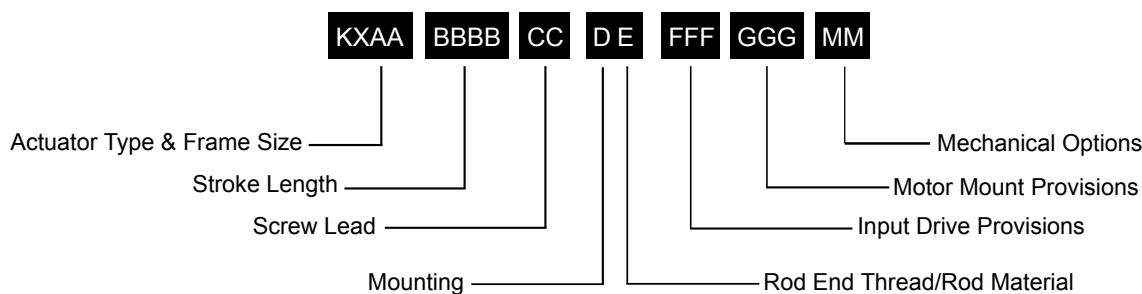 KXAA BBBB CC D E FFF GGG MM
Actuator Type & Frame Size
Mechanical Options
Stroke Length
Motor Mount Provisions
Screw Lead
Input Drive Provisions
Mounting
Rod End Thread/Rod Material